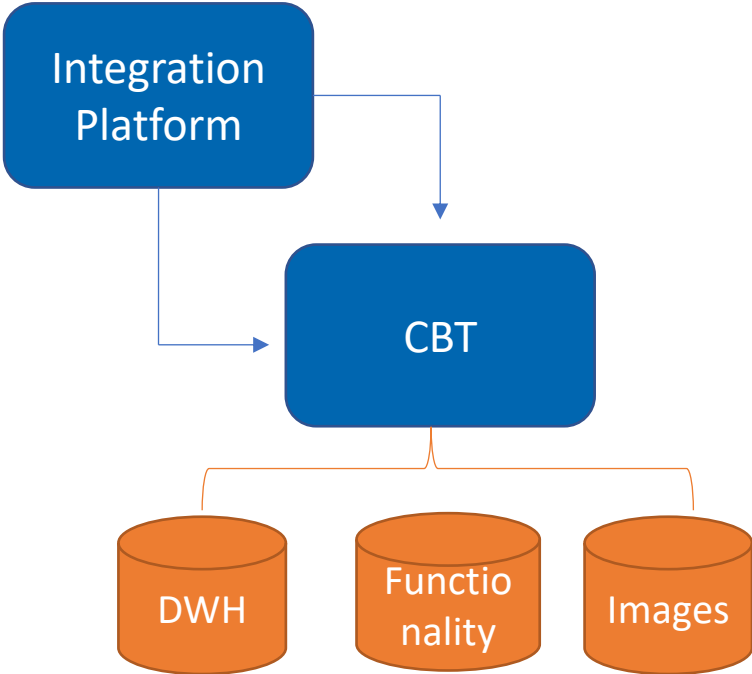 Integration
Platform
CBT
DWH
Functio
nality
Images